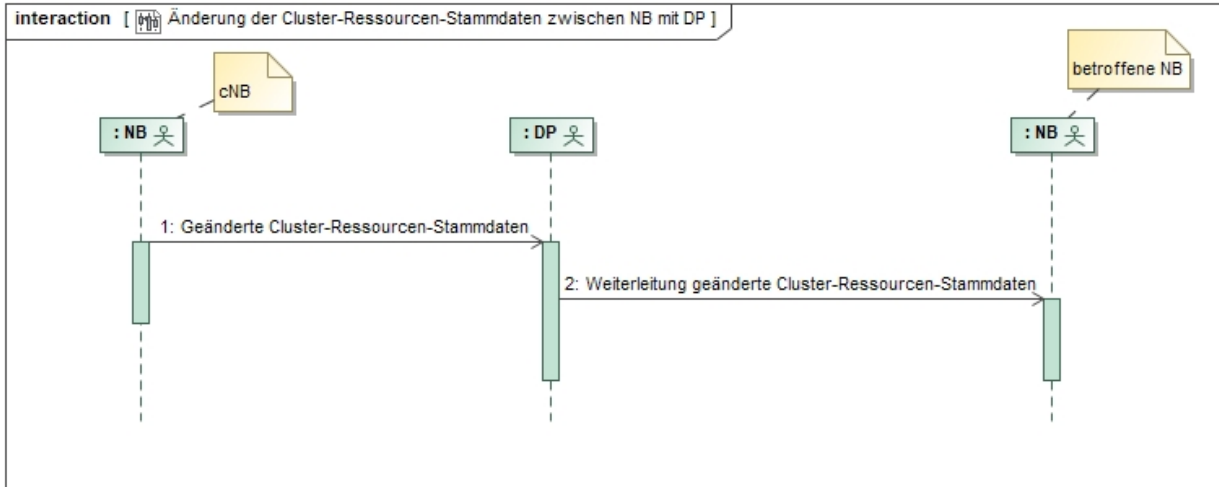 interaction [ Änderung der Cluster-Ressourcen-Stammdaten zwischen NB mit DP ]
cNB
betroffene NB
: NB
: DP
: NB
1: Geänderte Cluster-Ressourcen-Stammdaten
2: Weiterleitung geänderte Cluster-Ressourcen-Stammdaten